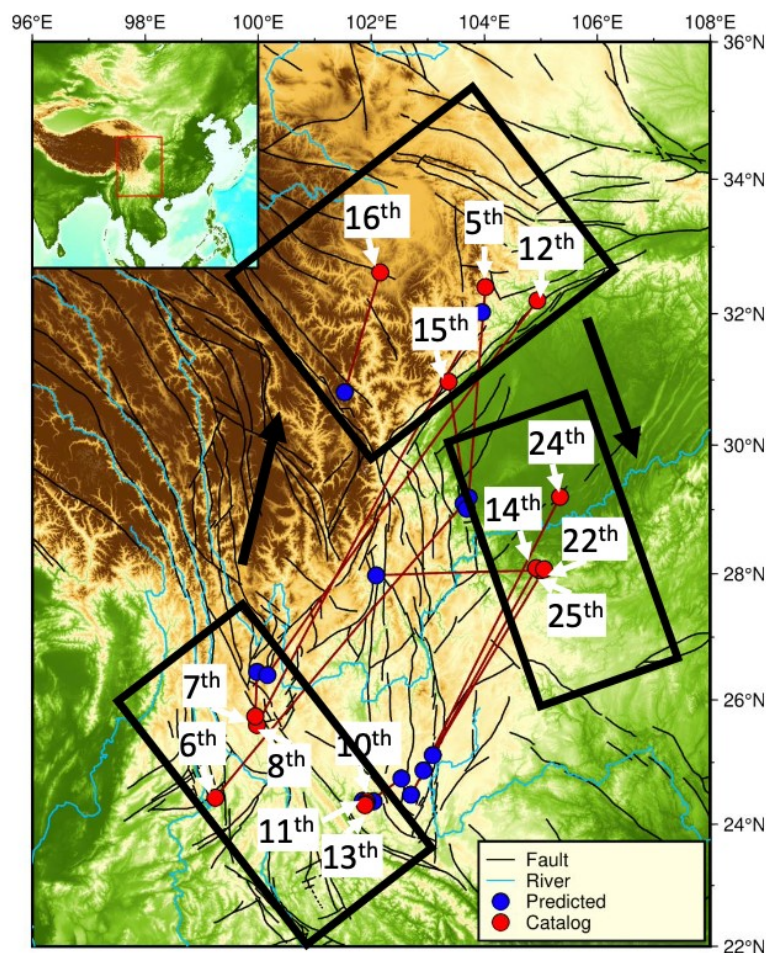 96°E 98°E 100°E 102°E 104°E 106°E 108°E
36°N
34°N
16th 5th
12th
32°N
15th
30°N
24th
14th
22th
28°N
25th
7th
26°N
6th 10th
8th
11th
13th
24°N
Fault
River
Predicted
Catalog
22°N